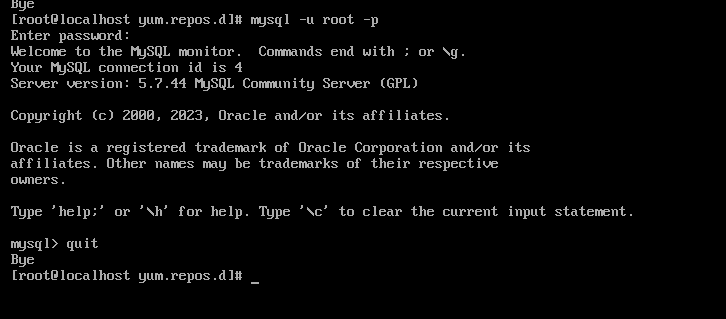 Bye
[root@localhost yum.repos.d]# mysql -u root -p
Enter password:
Welcome to the MySQL monitor.  Commands end with ; or \g.
Your MySQL connection id is 4
Server version: 5.7.44 MySQL Community Server (GPL)
Copyright (c) 2000, 2023, Oracle and/or its affiliates.
Oracle is a registered trademark of Oracle Corporation and/or its
affiliates. Other names may be trademarks of their respective
owners.
Type 'help;' or '\h' for help. Type '\c' to clear the current input statement.
mysql> quit
Bye
[root@localhost yum.repos.d]# _